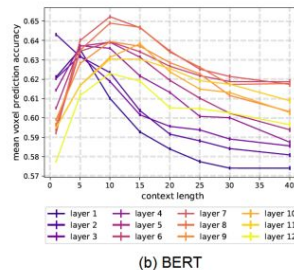 0.65
0.64
0.63
0.62
0.61
0.60
0.59
0.58
0.57
mean voxel prediction accuracy
0 5 10 15 20 25 30 40
context length
layer 1 layer 4 layer 7 layer 10
layer 2 layer 5 layer 8 layer 11
layer 3 layer 6 layer 9 layer 12
(b) BERT